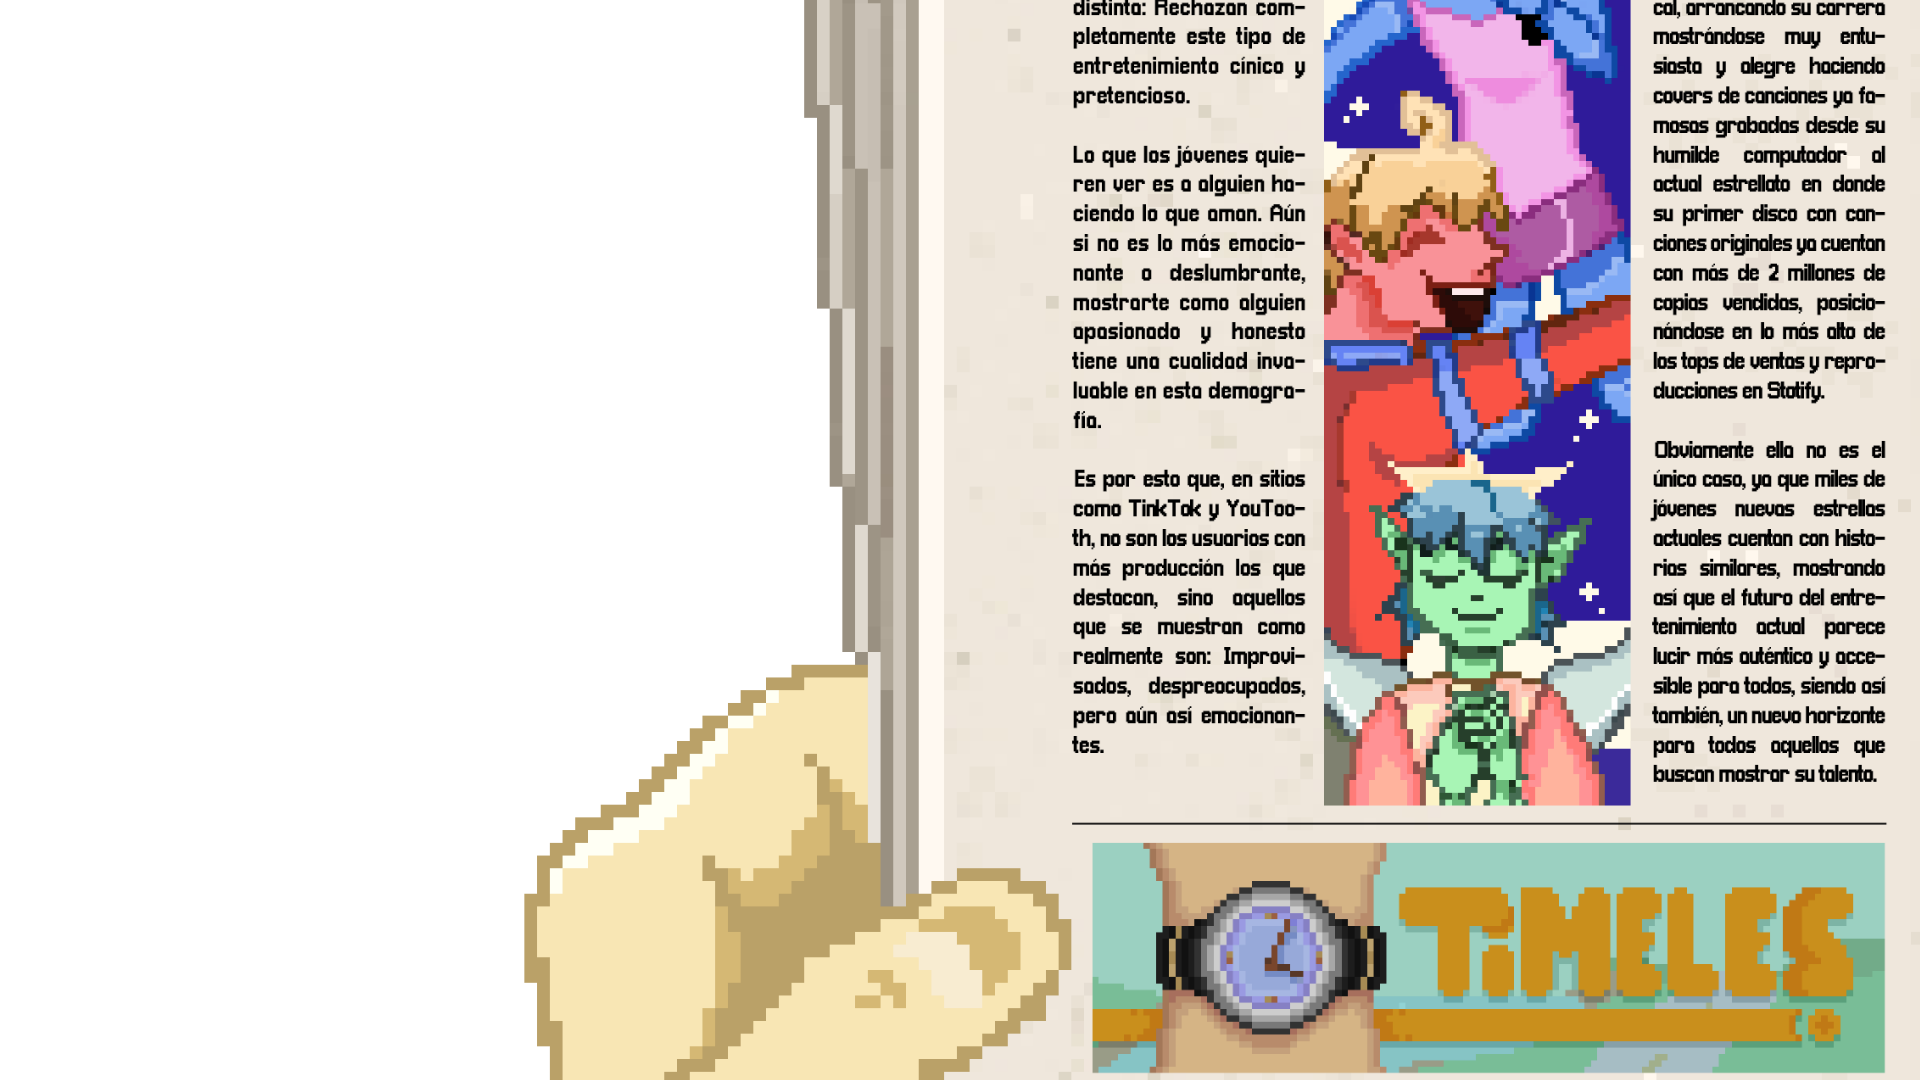 distinta: Rechazan com-
pletamente este tipo de
entretenimiento cínico y
pretencioso.
Lo que los jóvenes quie-
ren ver es a alguien ha-
ciendo lo que aman. Aún
si no es lo más emocio-
nante o deslumbrante,
mostrarte como alguien
apasionado y honesto
tiene una cualidad inva-
luable en esta demogra-
fía.
Es por esto que, en sitios
como TinkTok y YouToo-
th, no son los usuarios con
más producción los que
destacan, sino aquellos
que se muestran como
realmente son: Improvi-
sados, despreocupados,
pero aún así emocionan-
tes.
cal, arrancando su carrera
mostrándose muy entu-
siasta y alegre haciendo
covers de canciones ya fa-
mosas grabadas desde su
humilde computador al
actual estrellato en donde
su primer disco con can-
ciones originales ya cuentan
con más de 2 millones de
copias vendidas, posicio-
nándose en lo más alto de
los tops de ventas y repro-
ducciones en Statify.
Obviamente ella no es el
único caso, ya que miles de
jóvenes nuevas estrellas
actuales cuentan con histo-
rias similares, mostrando
así que el futuro del entre-
tenimiento actual parece
lucir más auténtico y acce-
sible para todos, siendo así
también, un nuevo horizonte
para todos aquellos que
buscan mostrar su talento.
TiMELES